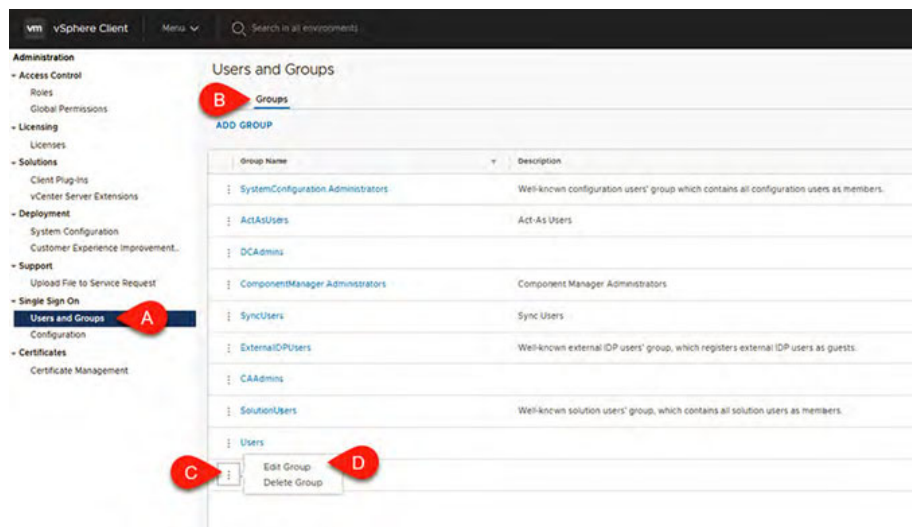 vm vSphere Client Menu Search in all environments
Administration
Access Control
Roles
Global Permissions
Licensing
Licenses
Solutions
Client Plug-Ins
vCenter Server Extensions
Deployment
System Configuration
Customer Experience Improvement...
Support
Upload File to Service Request
Single Sign On
Users and Groups
Configuration
Certificates
Certificate Management
A
Users and Groups
B Groups
ADD GROUP
Group Name Description
SystemConfiguration.Administrators Well-known configuration users' group which contains all configuration users as members.
ActAsUsers Act-As Users
DCAdmins
ComponentManager.Administrators Component Manager Administrators
SyncUsers Sync Users
ExternalIDPUsers Well-known external IDP users' group, which registers external IDP users as guests.
CAAdmins
SolutionUsers Well-known solution users' group, which contains all solution users as members.
Users
C Edit Group D
Delete Group